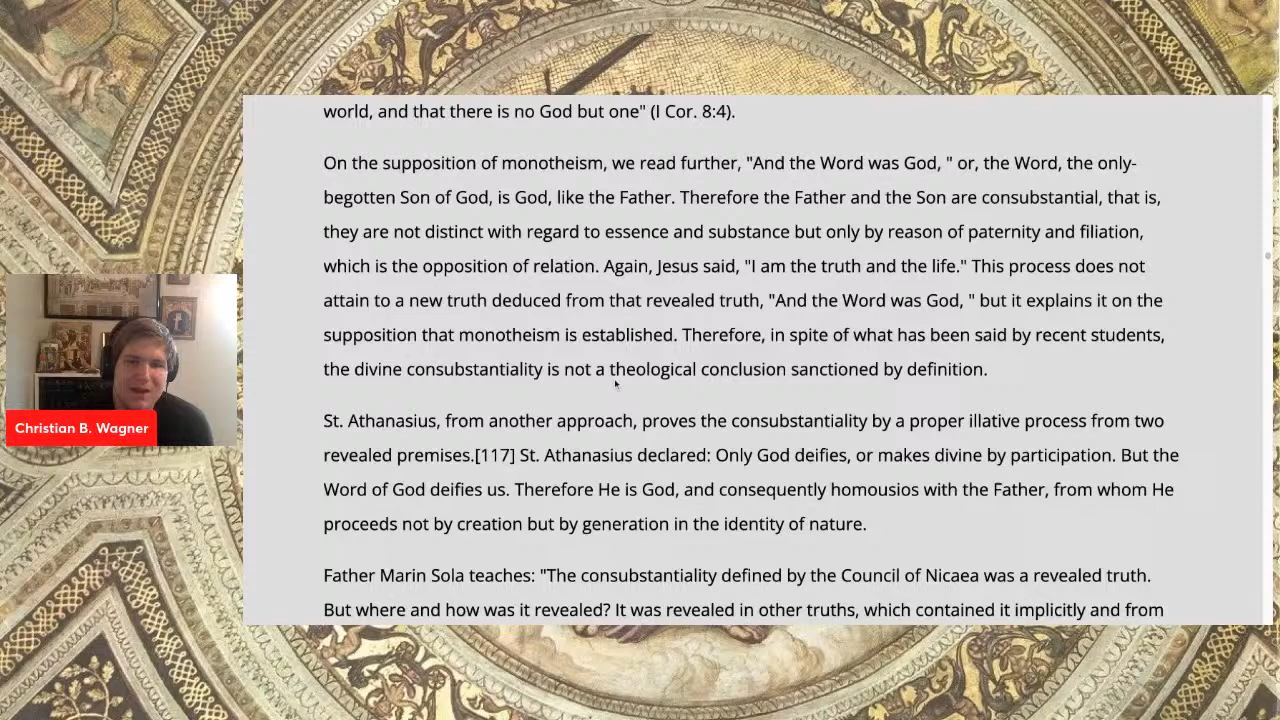 world, and that there is no God but one" (I Cor. 8:4).
On the supposition of monotheism, we read further, "And the Word was God, " or, the Word, the only-
begotten Son of God, is God, like the Father. Therefore the Father and the Son are consubstantial, that is,
they are not distinct with regard to essence and substance but only by reason of paternity and filiation,
which is the opposition of relation. Again, Jesus said, "I am the truth and the life." This process does not
attain to a new truth deduced from that revealed truth, "And the Word was God, " but it explains it on the
supposition that monotheism is established. Therefore, in spite of what has been said by recent students,
the divine consubstantiality is not a theological conclusion sanctioned by definition.
St. Athanasius, from another approach, proves the consubstantiality by a proper illative process from two
revealed premises.[117] St. Athanasius declared: Only God deifies, or makes divine by participation. But the
Word of God deifies us. Therefore He is God, and consequently homousios with the Father, from whom He
proceeds not by creation but by generation in the identity of nature.
Father Marin Sola teaches: "The consubstantiality defined by the Council of Nicaea was a revealed truth.
But where and how was it revealed? It was revealed in other truths, which contained it implicitly and from
Christian B. Wagner